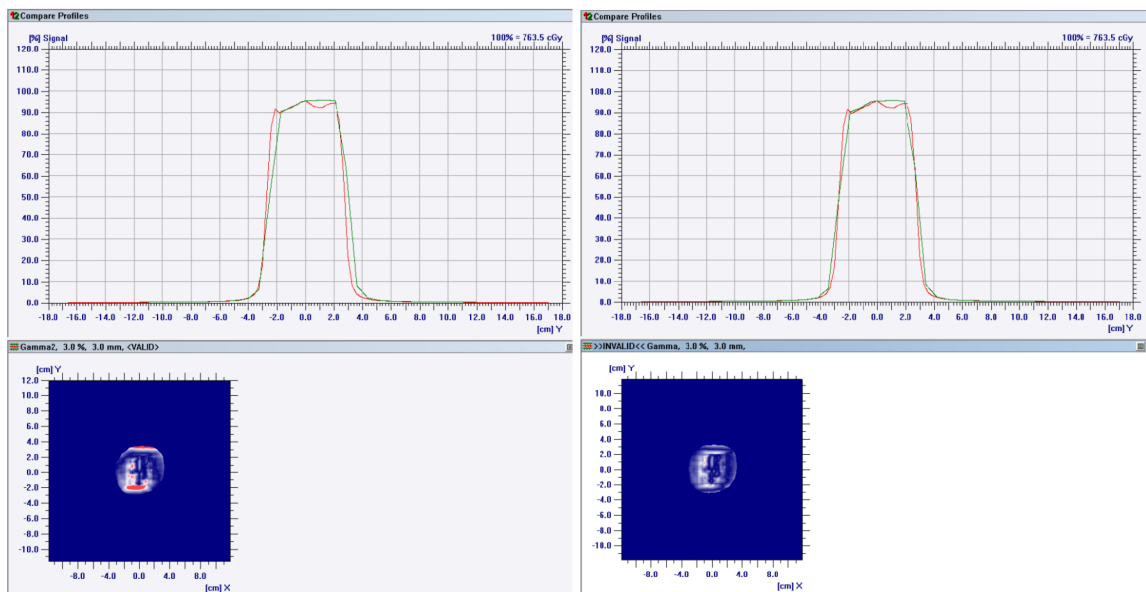 Compare Profiles
[%] Signal
100% = 763.5 cGy
120.0
110.0
100.0
90.0
80.0
70.0
60.0
50.0
40.0
30.0
20.0
10.0
0.0
-18.0 -16.0 -14.0 -12.0 -10.0 -8.0 -6.0 -4.0 -2.0 0.0 2.0 4.0 6.0 8.0 10.0 12.0 14.0 16.0 18.0
[cm] Y
Gamma2, 3.0 %, 3.0 mm, <VALID>
[cm] Y
12.0
10.0
8.0
6.0
4.0
2.0
0.0
-2.0
-4.0
-6.0
-8.0
-10.0
-8.0 -4.0 0.0 4.0 8.0
[cm] X
Compare Profiles
[%] Signal
100% = 763.5 cGy
120.0
110.0
100.0
90.0
80.0
70.0
60.0
50.0
40.0
30.0
20.0
10.0
0.0
-18.0 -16.0 -14.0 -12.0 -10.0 -8.0 -6.0 -4.0 -2.0 0.0 2.0 4.0 6.0 8.0 10.0 12.0 14.0 16.0 18.0
[cm] Y
>>INVALID<< Gamma, 3.0 %, 3.0 mm,
[cm] Y
10.0
8.0
6.0
4.0
2.0
0.0
-2.0
-4.0
-6.0
-8.0
-10.0
-8.0 -4.0 0.0 4.0 8.0
[cm] X